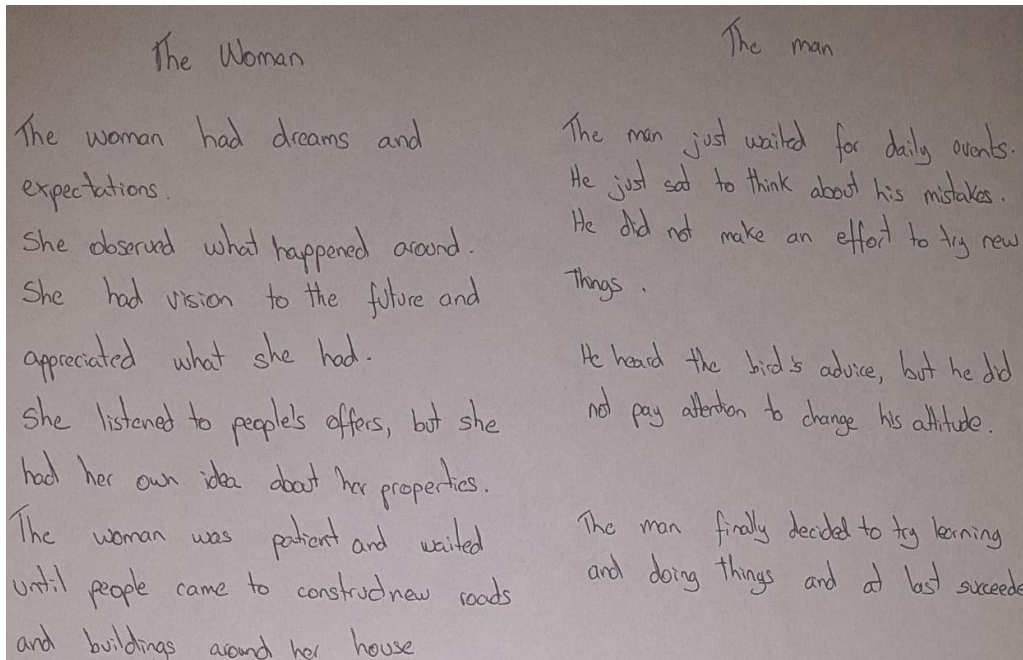 The Woman
The woman had dreams and
expectations.
She observed what happened around.
She had vision to the future and
appreciated what she had.
She listened to people's offers, but she
had her own idea about her properties.
The woman was patient and waited
until people came to construct new roads
and buildings around her house
The man
The man just waited for daily events.
He just sat to think about his mistakes.
He did not make an effort to try new
things.
He heard the bird's advice, but he did
not pay attention to change his attitude.
The man finally decided to try learning
and doing things and at last succeede